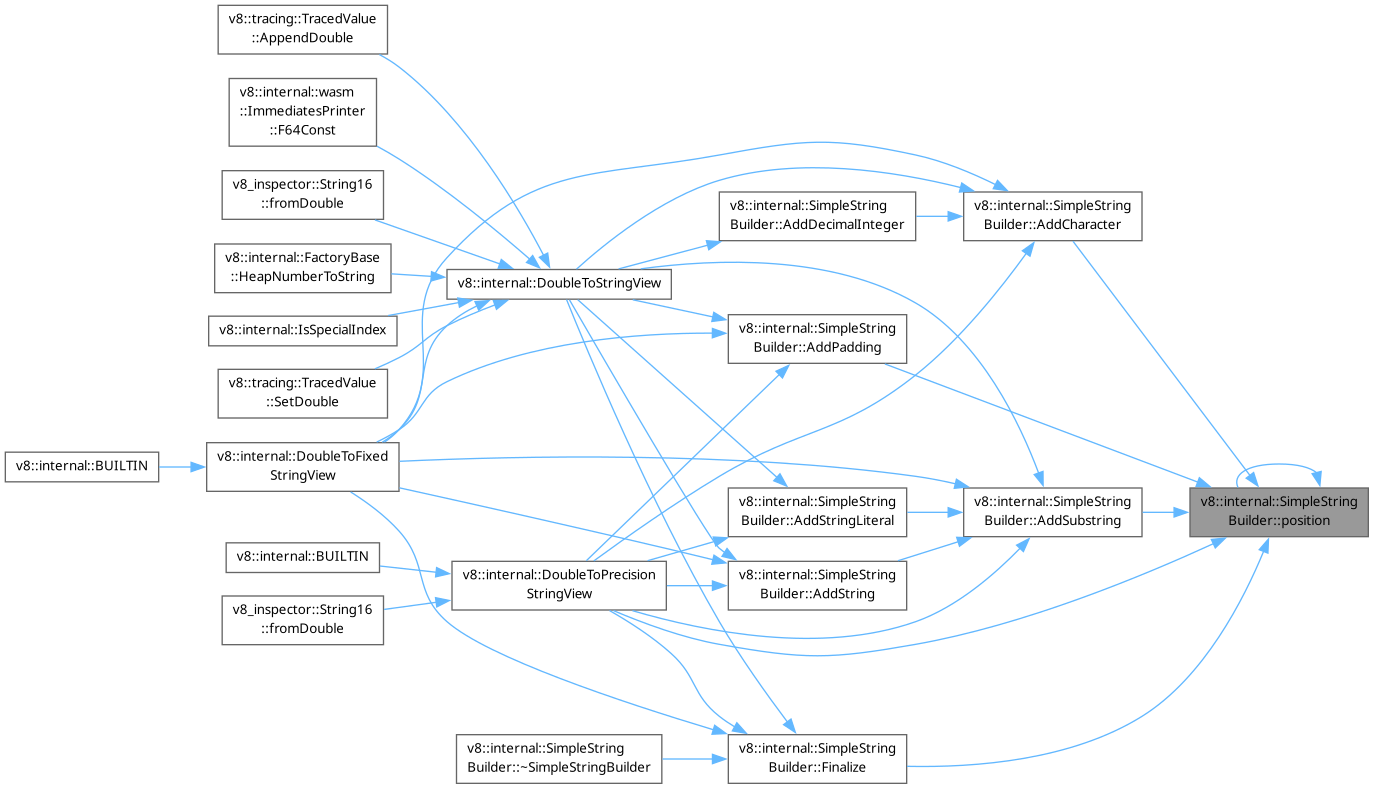 v8::tracing::TracedValue
::AppendDouble
v8::internal::wasm
::ImmediatesPrinter
::F64Const
v8_inspector::String16
::fromDouble
v8::internal::FactoryBase
::HeapNumberToString
v8::internal::IsSpecialIndex
v8::tracing::TracedValue
::SetDouble
v8::internal::BUILTIN
v8::internal::DoubleToFixed
StringView
v8::internal::BUILTIN
v8_inspector::String16
::fromDouble
v8::internal::DoubleToStringView
v8::internal::DoubleToPrecision
StringView
v8::internal::SimpleString
Builder::~SimpleStringBuilder
v8::internal::SimpleString
Builder::AddDecimalInteger
v8::internal::SimpleString
Builder::AddPadding
v8::internal::SimpleString
Builder::AddStringLiteral
v8::internal::SimpleString
Builder::AddString
v8::internal::SimpleString
Builder::Finalize
v8::internal::SimpleString
Builder::AddCharacter
v8::internal::SimpleString
Builder::AddSubstring
v8::internal::SimpleString
Builder::position